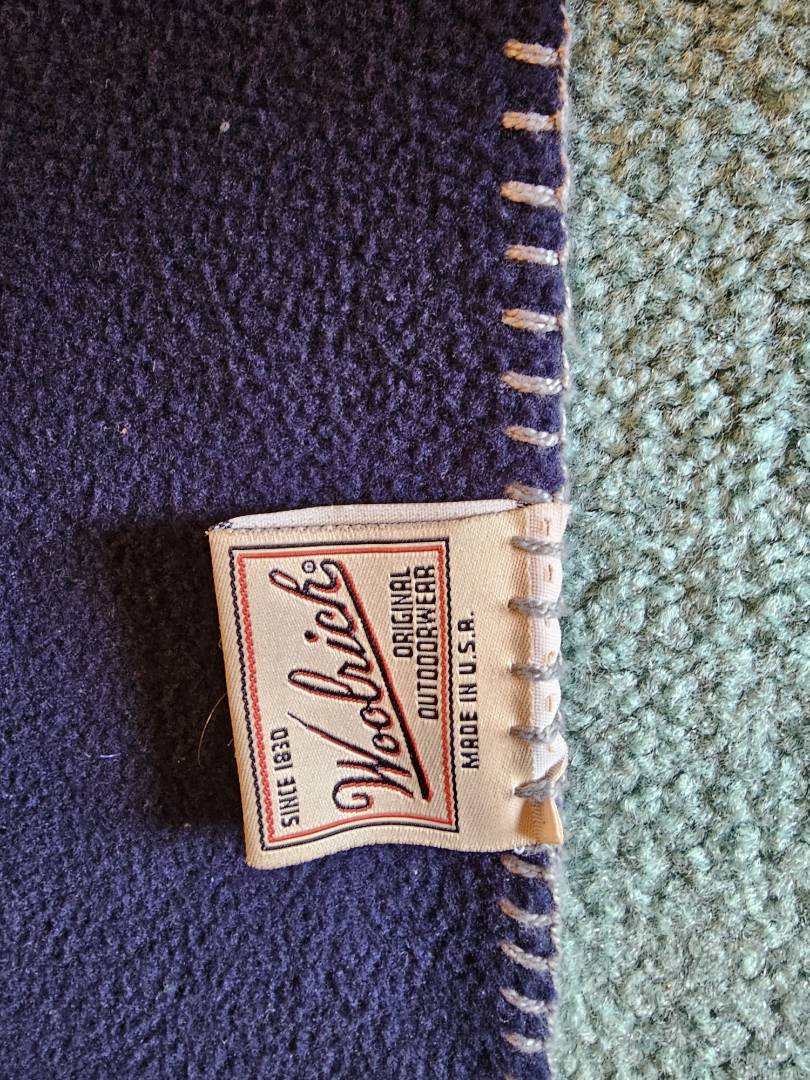 SINCE 1830
Woolrich®
ORIGINAL
OUTDOORWEAR
MADE IN U.S.A.